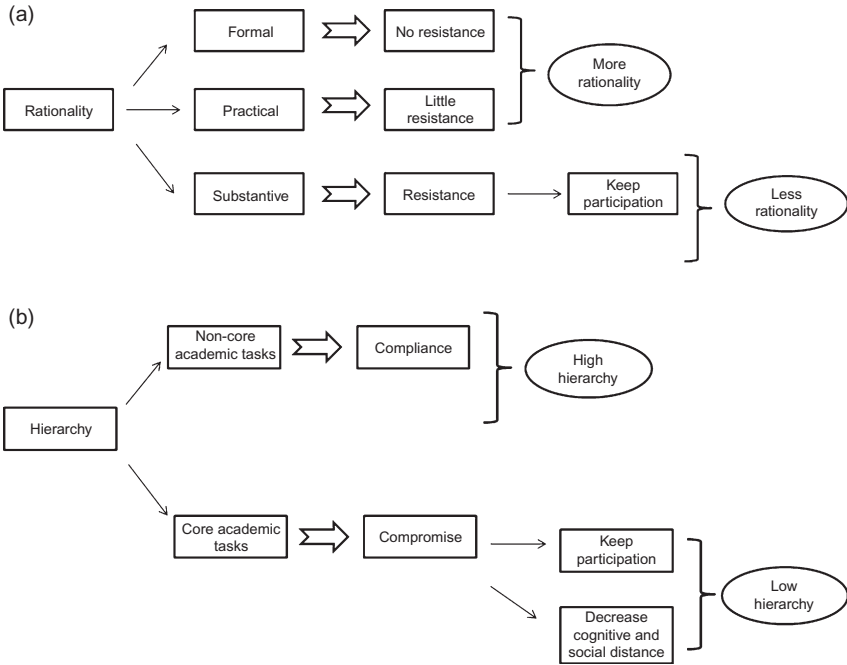 (a)
Formal
No resistance
More
rationality
Rationality
Practical
Little
resistance
Substantive
Resistance
Keep
participation
Less
rationality
(b)
Non-core
academic tasks
Compliance
High
hierarchy
Hierarchy
Core academic
tasks
Compromise
Keep
participation
Low
hierarchy
Decrease
cognitive and
social distance